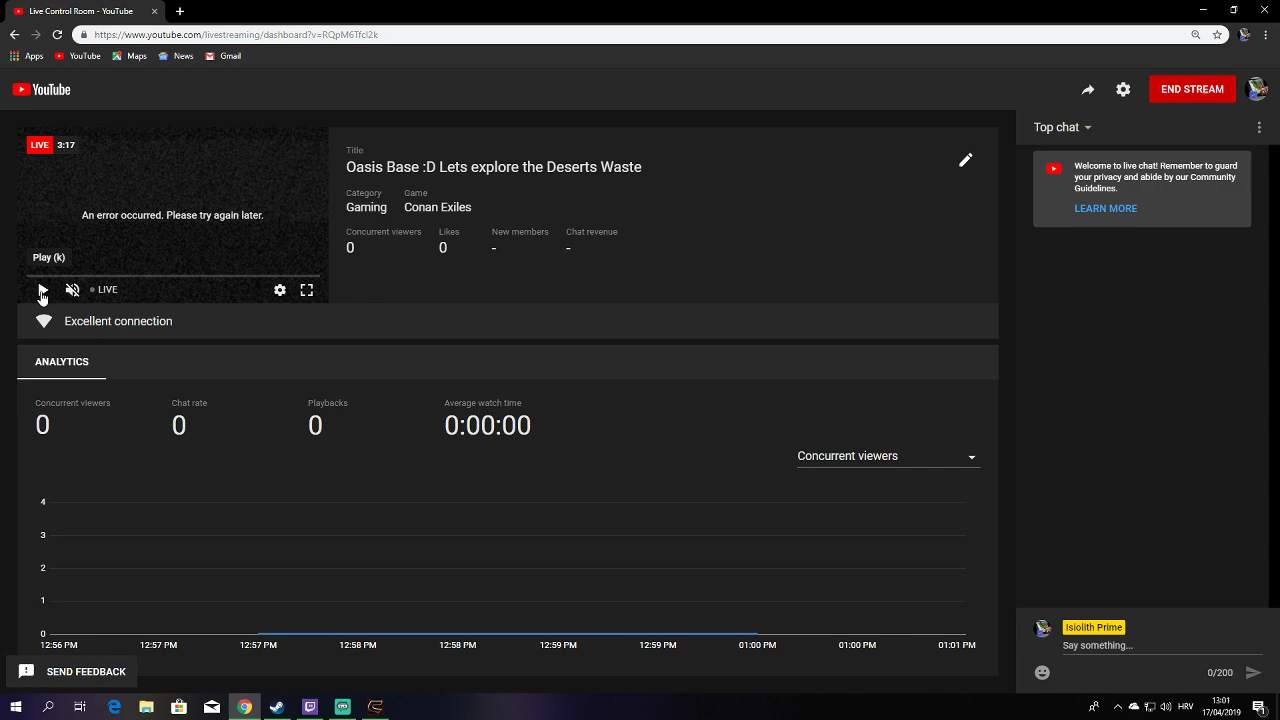 Live Control Room - YouTube
https://www.youtube.com/livestreaming/dashboard?v=RQpM6Tfci2k
Apps YouTube Maps News Gmail
YouTube
END STREAM
LIVE 3:17
An error occurred. Please try again later.
Play (k)
LIVE
Title
Oasis Base :D Lets explore the Deserts Waste
Category Game
Gaming Conan Exiles
Concurrent viewers Likes New members Chat revenue
0 0 - -
Excellent connection
ANALYTICS
Concurrent viewers Chat rate Playbacks Average watch time
0 0 0 0:00:00
Concurrent viewers
4
3
2
1
0
12:56 PM 12:57 PM 12:57 PM 12:58 PM 12:58 PM 12:59 PM 12:59 PM 01:00 PM 01:00 PM 01:01 PM
SEND FEEDBACK
Top chat
Welcome to live chat! Remember to guard
your privacy and abide by our Community
Guidelines.
LEARN MORE
Isiolith Prime
Say something...
0/200
HRV
13:01
17/04/2019
1